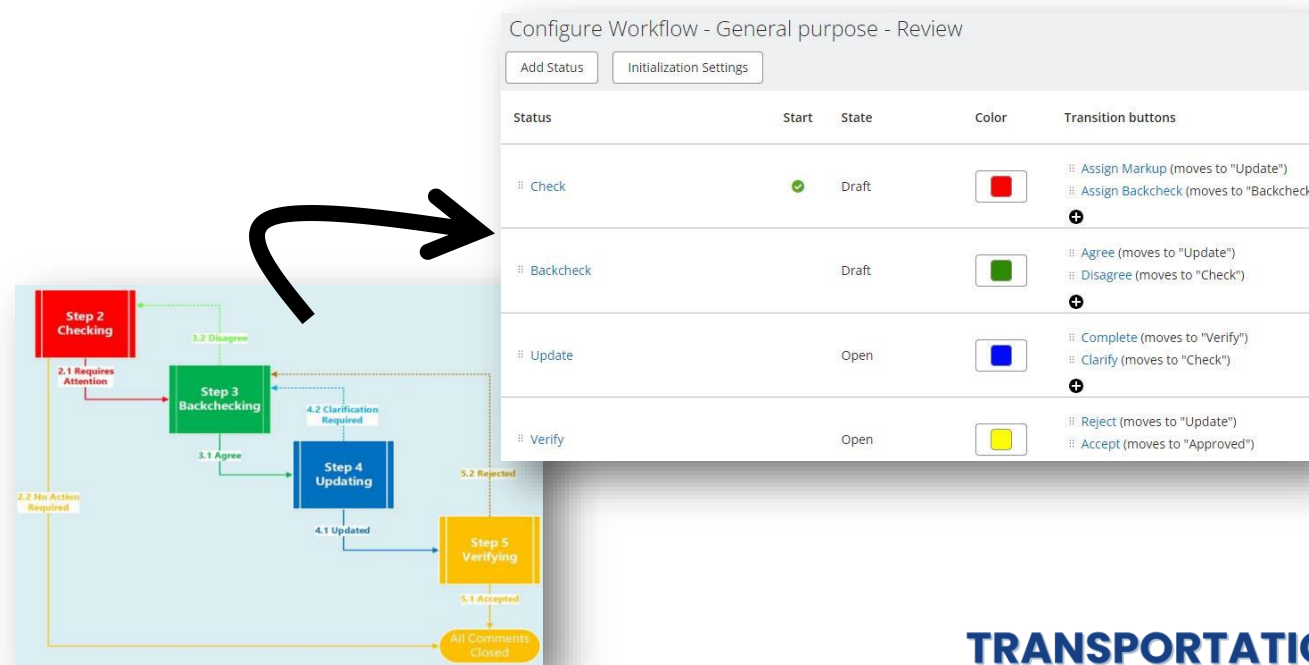 Configure Workflow - General purpose - Review
Add Status Initialization Settings
Status Start State Color Transition buttons
Check Draft Assign Markup (moves to "Update")
Assign Backcheck (moves to "Backcheck
Backcheck Draft Agree (moves to "Update")
Disagree (moves to "Check")
Update Open Complete (moves to "Verify")
Clarify (moves to "Check")
Verify Open Reject (moves to "Update")
Accept (moves to "Approved")
Step 2
Checking
3.2 Disagree
2.1 Requires
Attention
Step 3
Backchecking
4.2 Clarification
Required
3.1 Agree
Step 4
Updating
5.2 Rejected
2.2 No Action
Required
4.1 Updated
Step 5
Verifying
5.1 Accepted
All Comments
Closed
TRANSPORTATIO